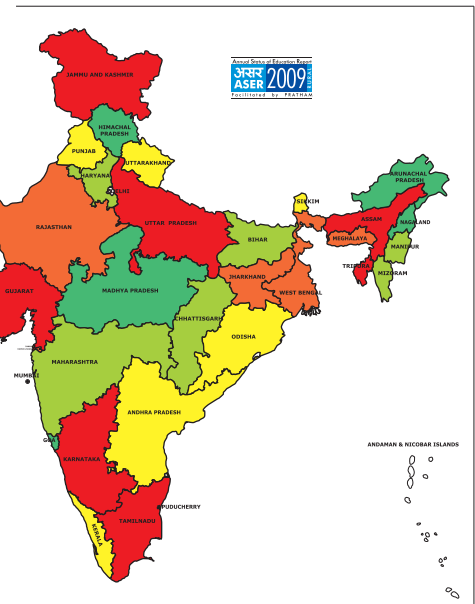 JAMMU AND KASHMIR
Annual Status of Education Report
असर
ASER 2009
RURAL
Facilitated by PRATHAM
HIMACHAL
PRADESH
PUNJAB
UTTARAKHAND
HARYANA
DELHI
ARUNACHAL
PRADESH
SIKKIM
RAJASTHAN
UTTAR PRADESH
ASSAM
NAGALAND
BIHAR
MEGHALAYA
MANIPUR
TRIPURA
MIZORAM
JHARKHAND
GUJARAT
MADHYA PRADESH
WEST BENGAL
CHHATTISGARH
ODISHA
MAHARASHTRA
MUMBAI
ANDHRA PRADESH
GOA
ANDAMAN & NICOBAR ISLANDS
KARNATAKA
PUDUCHERRY
TAMILNADU
KERALA